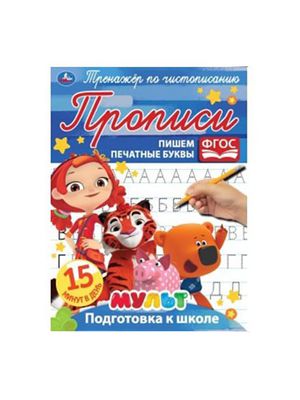 Тренажёр по чистописанию
Прописи
ПИШЕМ
ПЕЧАТНЫЕ БУКВЫ
ФГОС
15
МИНУТ В ДЕНЬ
МУЛЬТ
Подготовка к школе